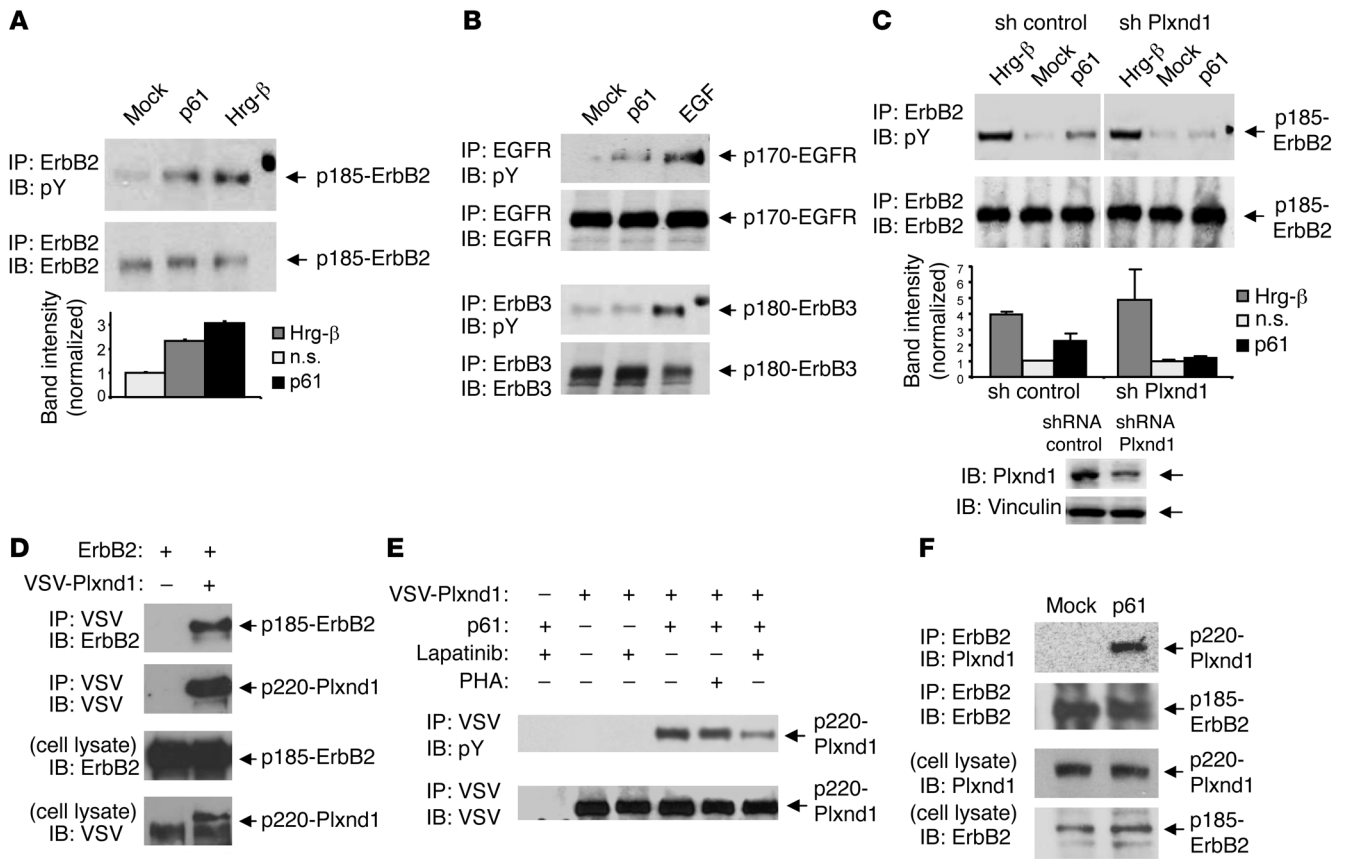 A
Mock p61 Hrg-β
IP: ErbB2
IB: pY
p185-ErbB2
IP: ErbB2
IB: ErbB2
p185-ErbB2
Band intensity
(normalized)
3
2
1
0
Hrg-β
n.s.
p61
B
Mock p61 EGF
IP: EGFR
IB: pY
p170-EGFR
IP: EGFR
IB: EGFR
p170-EGFR
IP: ErbB3
IB: pY
p180-ErbB3
IP: ErbB3
IB: ErbB3
p180-ErbB3
C
sh control sh Plxnd1
Hrg-β Mock p61 Hrg-β Mock p61
IP: ErbB2
IB: pY
p185-
ErbB2
IP: ErbB2
IB: ErbB2
p185-
ErbB2
Band intensity
(normalized)
7
6
5
4
3
2
1
0
Hrg-β
n.s.
p61
sh control sh Plxnd1
shRNA
control
shRNA
Plxnd1
IB: Plxnd1
IB: Vinculin
D
ErbB2: + +
VSV-Plxnd1: − +
IP: VSV
IB: ErbB2
p185-ErbB2
IP: VSV
IB: VSV
p220-Plxnd1
(cell lysate)
IB: ErbB2
p185-ErbB2
(cell lysate)
IB: VSV
p220-Plxnd1
E
VSV-Plxnd1: − + + + + +
p61: + − − + + +
Lapatinib: + − + − − +
PHA: − − − − + −
IP: VSV
IB: pY
p220-
Plxnd1
IP: VSV
IB: VSV
p220-
Plxnd1
F
Mock p61
IP: ErbB2
IB: Plxnd1
p220-
Plxnd1
IP: ErbB2
IB: ErbB2
p185-
ErbB2
(cell lysate)
IB: Plxnd1
p220-
Plxnd1
(cell lysate)
IB: ErbB2
p185-
ErbB2